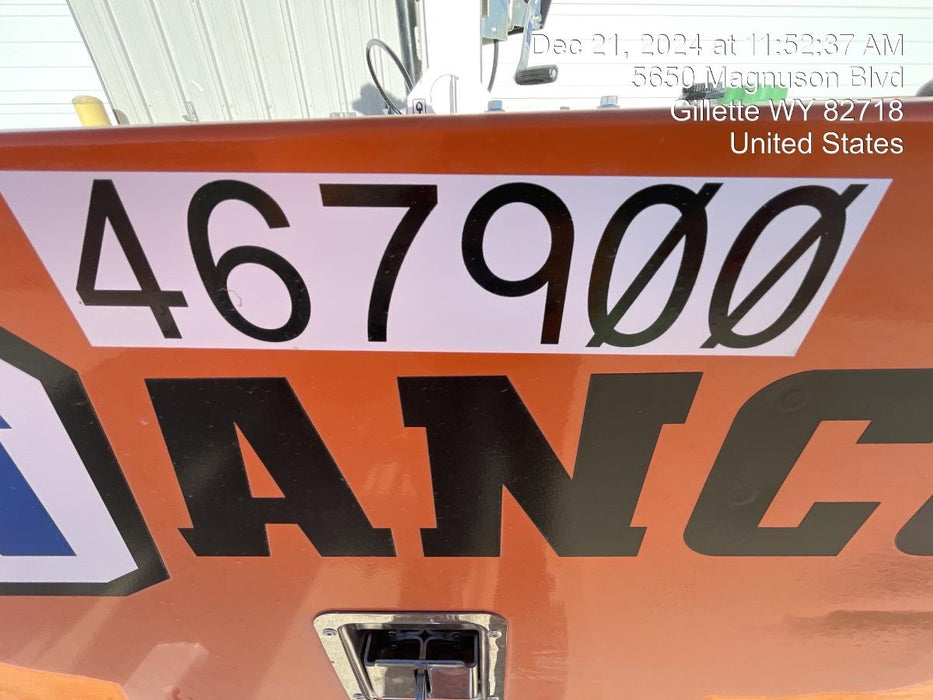 Dec 21, 2024 at 11:52:37 AM
5650 Magnuson Blvd
Gillette WY 82718
United States
467900
ANC